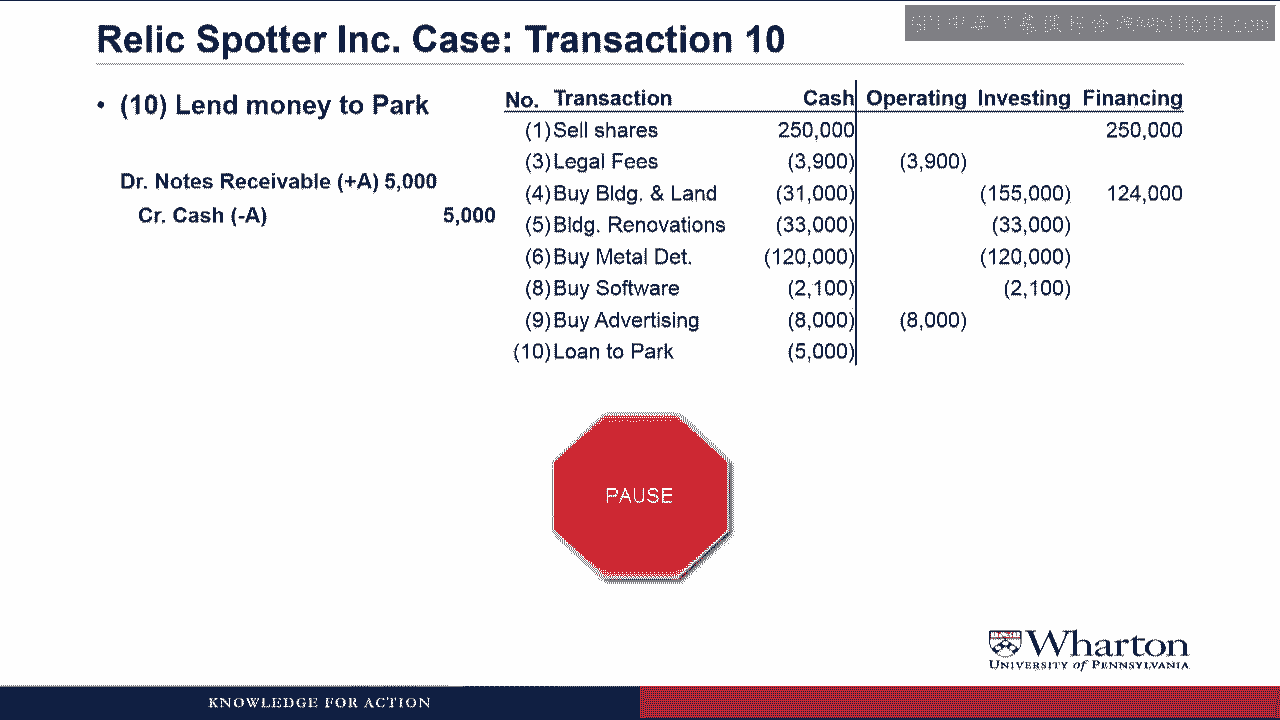 Relic Spotter Inc. Case: Transaction 10
• (10) Lend money to Park
Dr. Notes Receivable (+A) 5,000
Cr. Cash (-A) 5,000
No. Transaction Cash Operating Investing Financing
(1) Sell shares 250,000 250,000
(3) Legal Fees (3,900) (3,900)
(4) Buy Bldg. & Land (31,000) (155,000) 124,000
(5) Bldg. Renovations (33,000) (33,000)
(6) Buy Metal Det. (120,000) (120,000)
(8) Buy Software (2,100) (2,100)
(9) Buy Advertising (8,000) (8,000)
(10) Loan to Park (5,000)
PAUSE
Wharton
UNIVERSITY of PENNSYLVANIA
KNOWLEDGE FOR ACTION